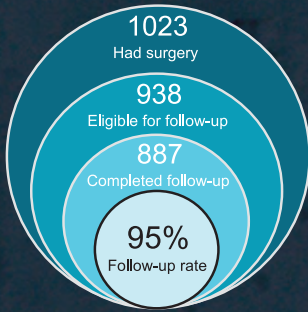 1023
Had surgery
938
Eligible for follow-up
887
Completed follow-up
95%
Follow-up rate